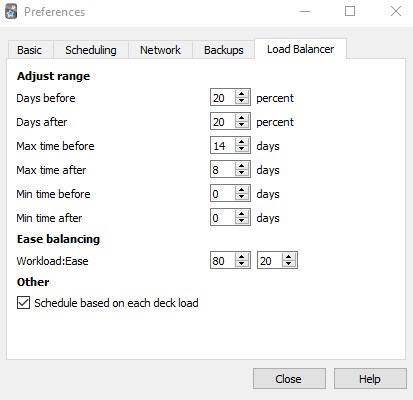 Preferences
Basic Scheduling Network Backups Load Balancer
Adjust range
Days before 20 percent
Days after 20 percent
Max time before 14 days
Max time after 8 days
Min time before 0 days
Min time after 0 days
Ease balancing
Workload:Ease 80 20
Other
Schedule based on each deck load
Close Help